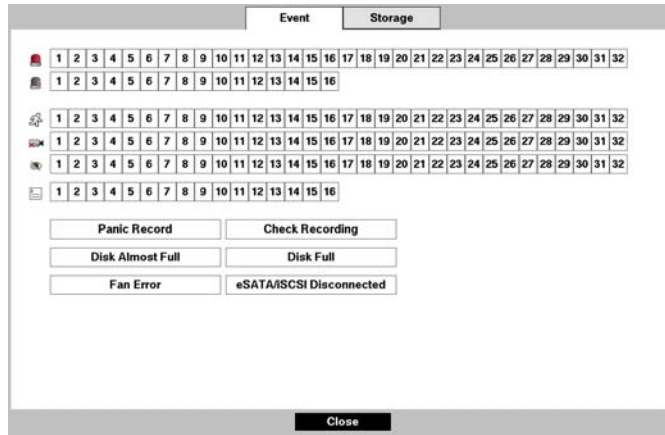 Event Storage
1 2 3 4 5 6 7 8 9 10 11 12 13 14 15 16 17 18 19 20 21 22 23 24 25 26 27 28 29 30 31 32
1 2 3 4 5 6 7 8 9 10 11 12 13 14 15 16
1 2 3 4 5 6 7 8 9 10 11 12 13 14 15 16 17 18 19 20 21 22 23 24 25 26 27 28 29 30 31 32
1 2 3 4 5 6 7 8 9 10 11 12 13 14 15 16 17 18 19 20 21 22 23 24 25 26 27 28 29 30 31 32
1 2 3 4 5 6 7 8 9 10 11 12 13 14 15 16 17 18 19 20 21 22 23 24 25 26 27 28 29 30 31 32
1 2 3 4 5 6 7 8 9 10 11 12 13 14 15 16
Panic Record Check Recording
Disk Almost Full Disk Full
Fan Error eSATA/iSCSI Disconnected
Close